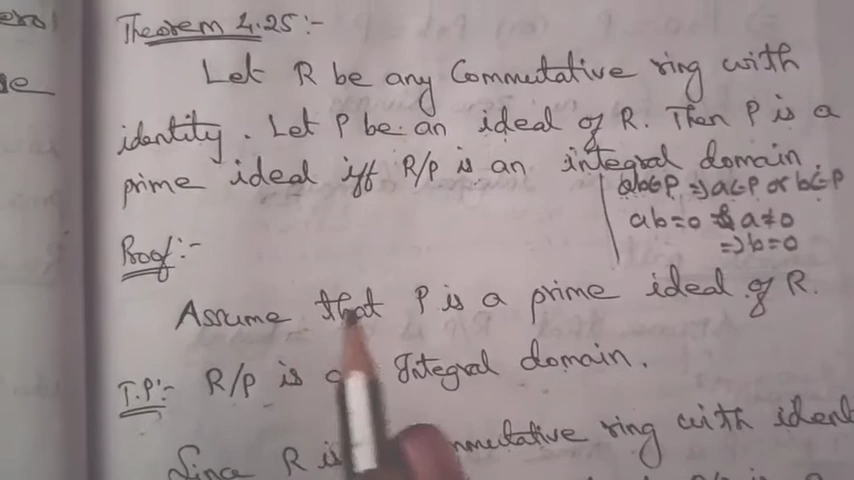 ero
Theorem 4.25:-
Let R be any Commutative ring with
identity. Let P be an ideal of R. Then P is a
prime ideal iff R/P is an integral domain.
ab∈P ⇒ a∈P or b∈P
ab=0 & a≠0
⇒ b=0
Proof:-
Assume that P is a prime ideal of R.
T.P:- R/P is Integral domain.
Since R is mmutative ring with ident